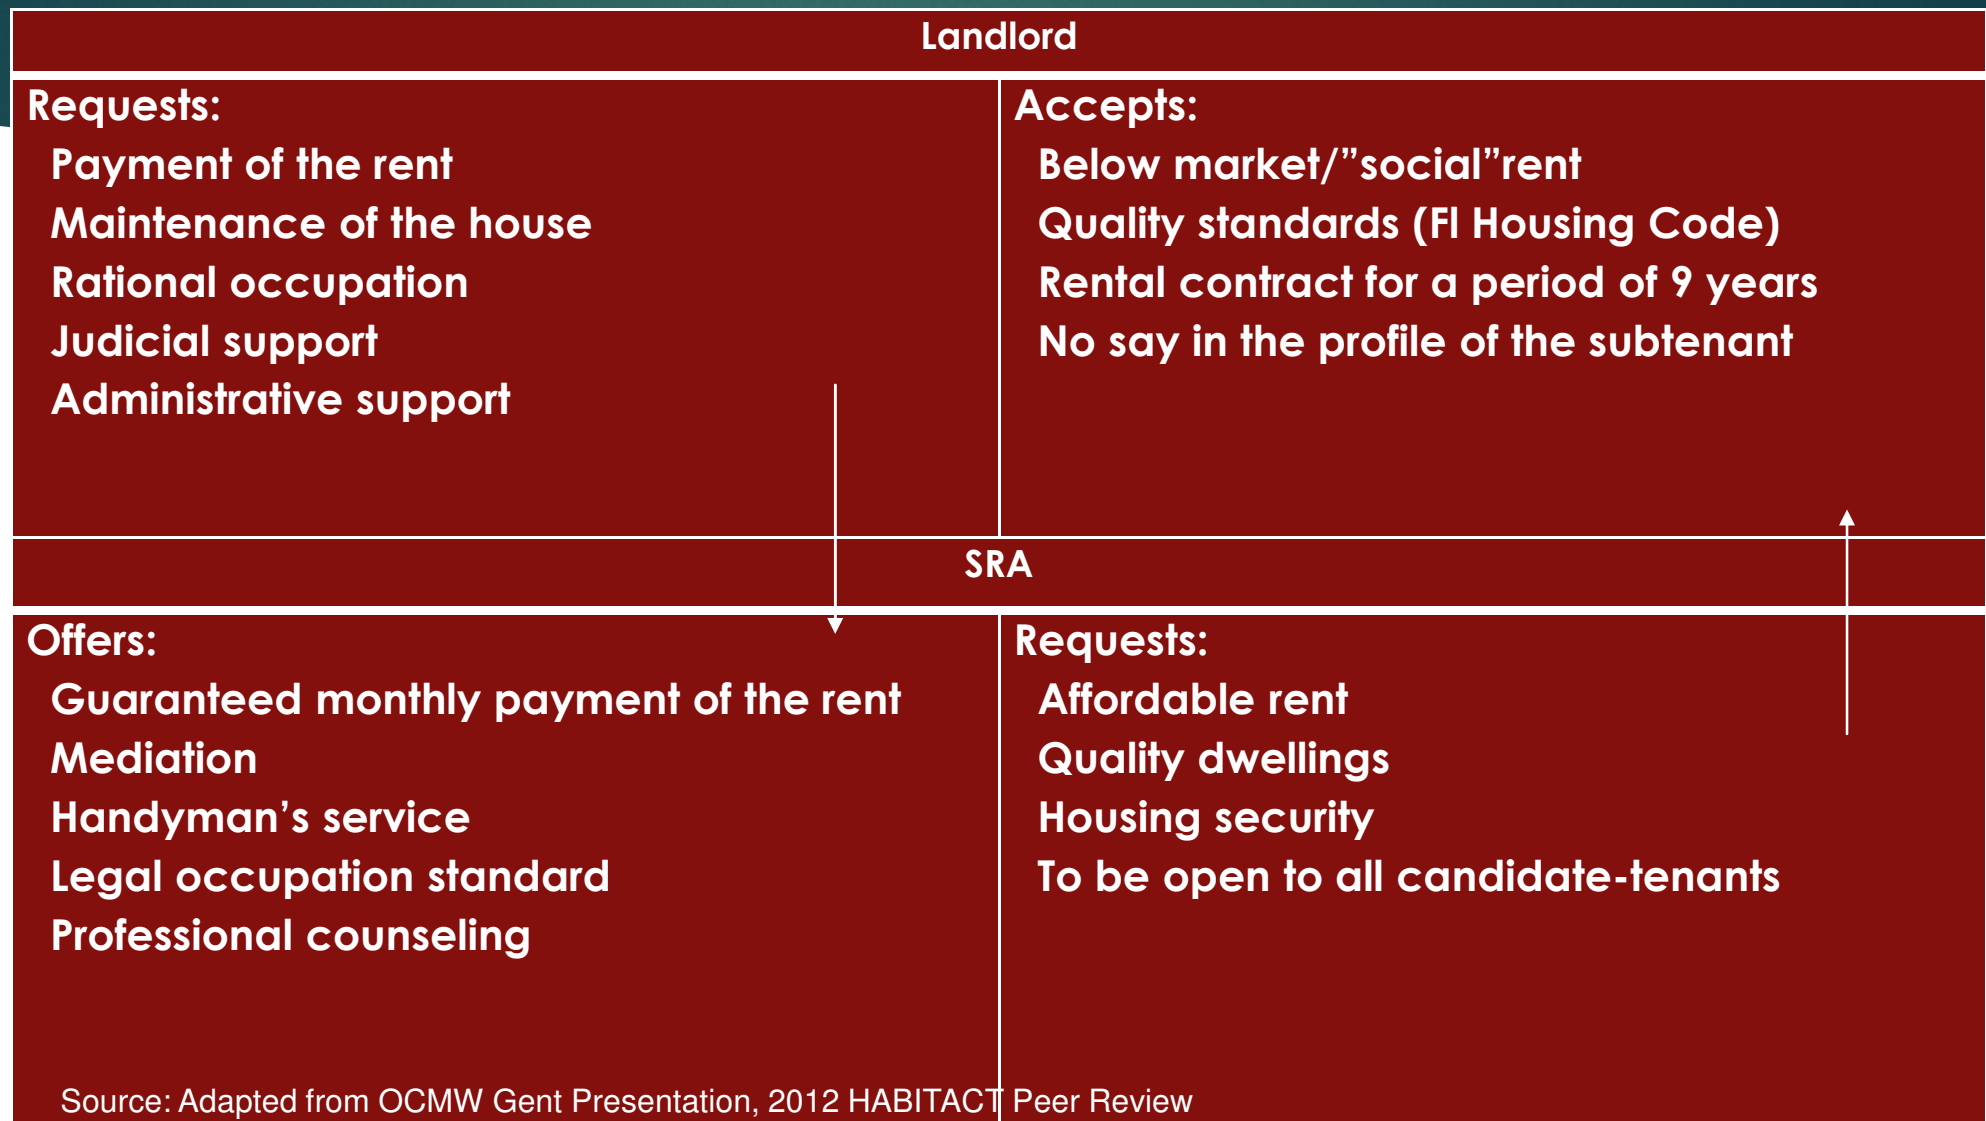 Landlord
Requests:
Payment of the rent
Maintenance of the house
Rational occupation
Judicial support
Administrative support
Accepts:
Below market/”social”rent
Quality standards (Fl Housing Code)
Rental contract for a period of 9 years
No say in the profile of the subtenant
SRA
Offers:
Guaranteed monthly payment of the rent
Mediation
Handyman’s service
Legal occupation standard
Professional counseling
Requests:
Affordable rent
Quality dwellings
Housing security
To be open to all candidate-tenants
Source: Adapted from OCMW Gent Presentation, 2012 HABITACT Peer Review